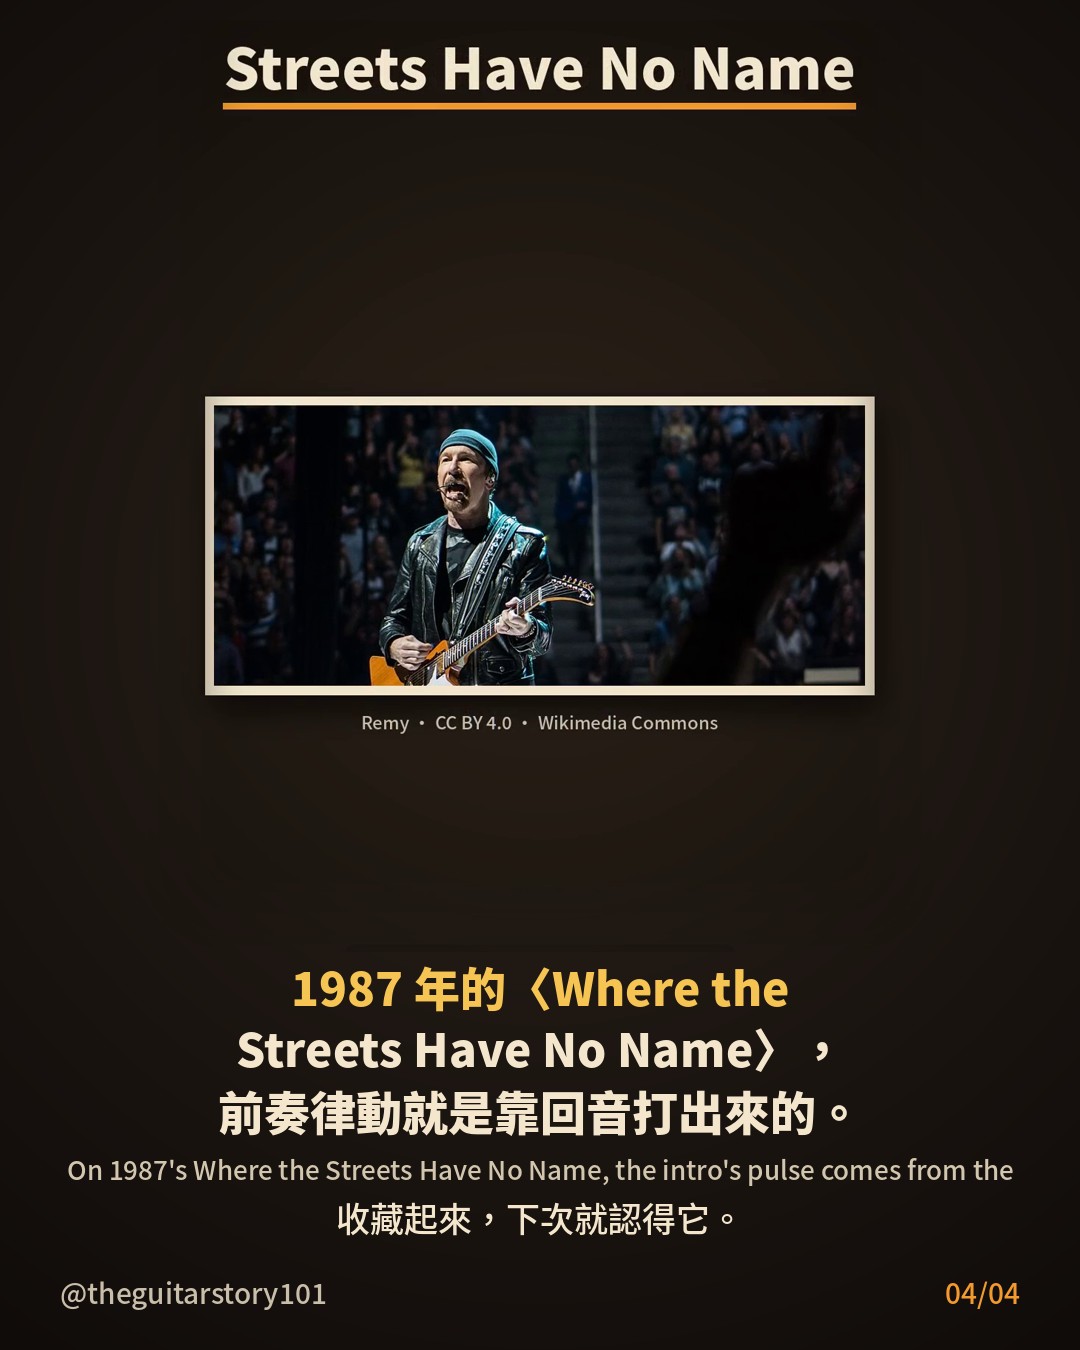 Streets Have No Name
Remy • CC BY 4.0 • Wikimedia Commons
1987 年的〈Where the
Streets Have No Name〉，
前奏律動就是靠回音打出來的。
On 1987's Where the Streets Have No Name, the intro's pulse comes from the
收藏起來，下次就認得它。
@theguitarstory101
04/04